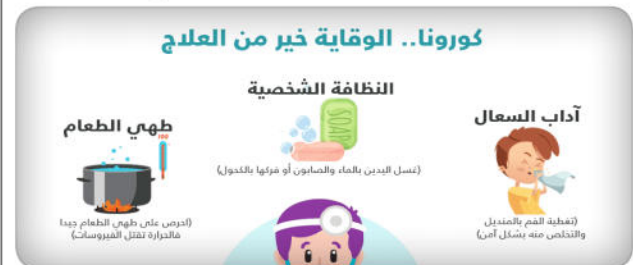 كورونا.. الوقاية خير من العلاج
آداب السعال
(تغطية الفم بالمنديل
والتخلص منه بشكل آمن)
النظافة الشخصية
SOAP
(غسل اليدين بالماء والصابون أو فركها بالكحول)
طهي الطعام
100
(احرص على طهي الطعام جيدا
فالحرارة تقتل الفيروسات)